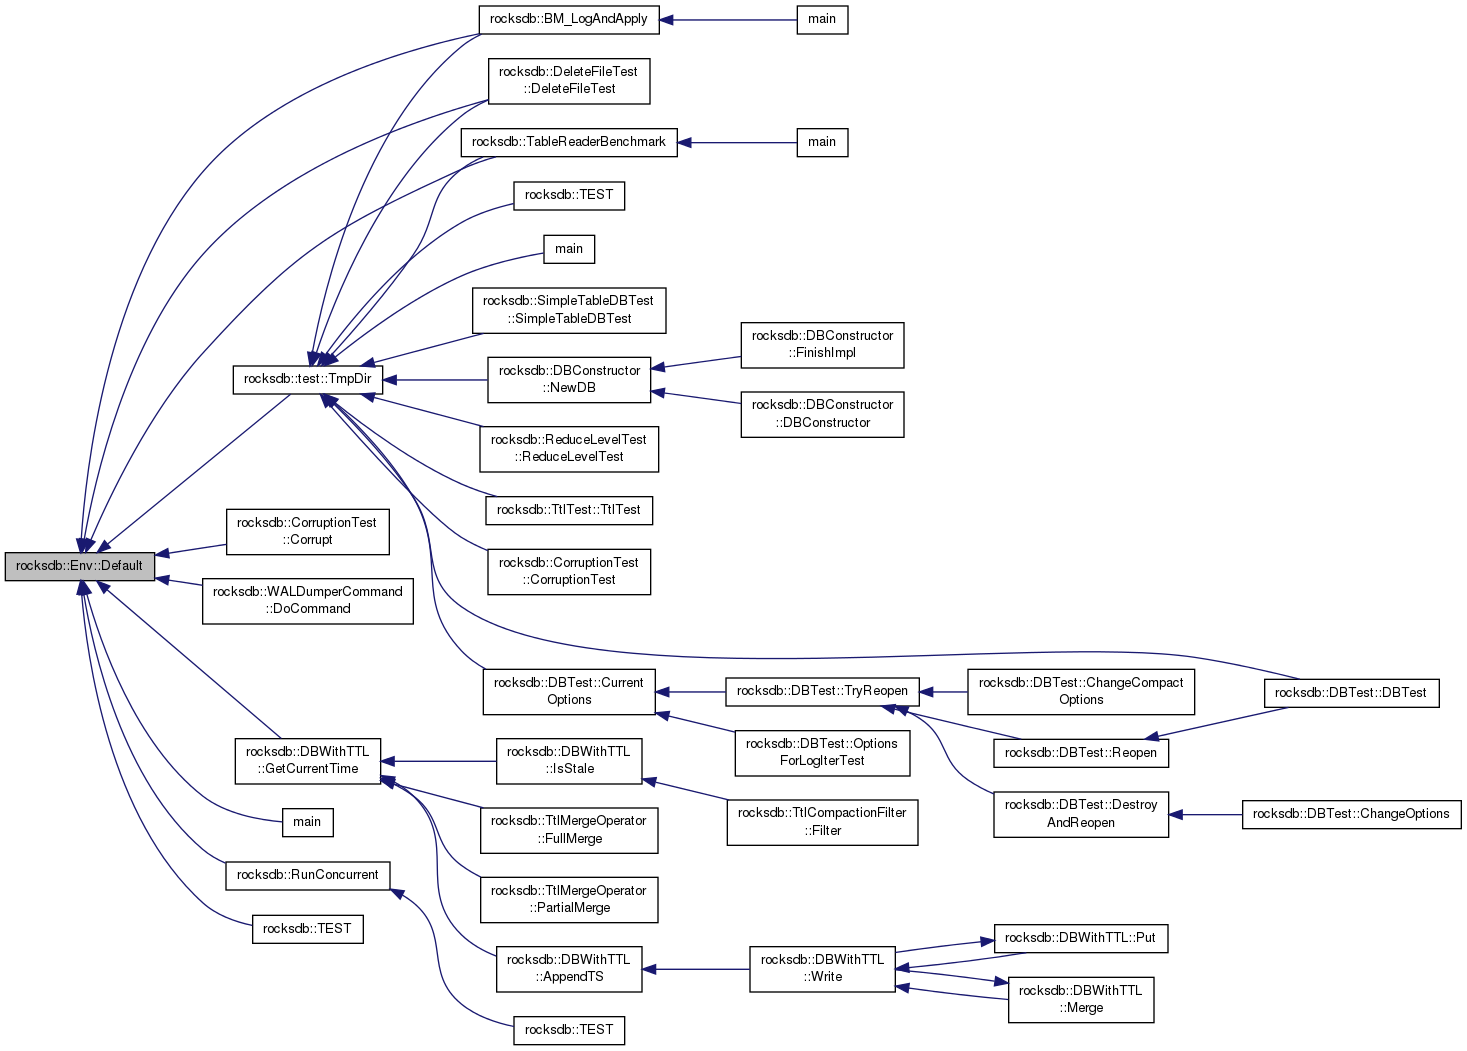 rocksdb::BM_LogAndApply
main
rocksdb::DeleteFileTest
::DeleteFileTest
rocksdb::TableReaderBenchmark
main
rocksdb::TEST
main
rocksdb::SimpleTableDBTest
::SimpleTableDBTest
rocksdb::DBConstructor
::FinishImpl
rocksdb::test::TmpDir
rocksdb::DBConstructor
::NewDB
rocksdb::DBConstructor
::DBConstructor
rocksdb::ReduceLevelTest
::ReduceLevelTest
rocksdb::TtlTest::TtlTest
rocksdb::CorruptionTest
::Corrupt
rocksdb::Env::Default
rocksdb::CorruptionTest
::CorruptionTest
rocksdb::WALDumperCommand
::DoCommand
rocksdb::DBTest::Current
Options
rocksdb::DBTest::TryReopen
rocksdb::DBTest::ChangeCompact
Options
rocksdb::DBTest::DBTest
rocksdb::DBWithTTL
::GetCurrentTime
rocksdb::DBWithTTL
::IsStale
rocksdb::DBTest::Options
ForLogIterTest
rocksdb::DBTest::Reopen
main
rocksdb::TtlMergeOperator
::FullMerge
rocksdb::TtlCompactionFilter
::Filter
rocksdb::DBTest::Destroy
AndReopen
rocksdb::DBTest::ChangeOptions
rocksdb::RunConcurrent
rocksdb::TtlMergeOperator
::PartialMerge
rocksdb::TEST
rocksdb::DBWithTTL
::AppendTS
rocksdb::DBWithTTL
::Write
rocksdb::DBWithTTL::Put
rocksdb::DBWithTTL
::Merge
rocksdb::TEST